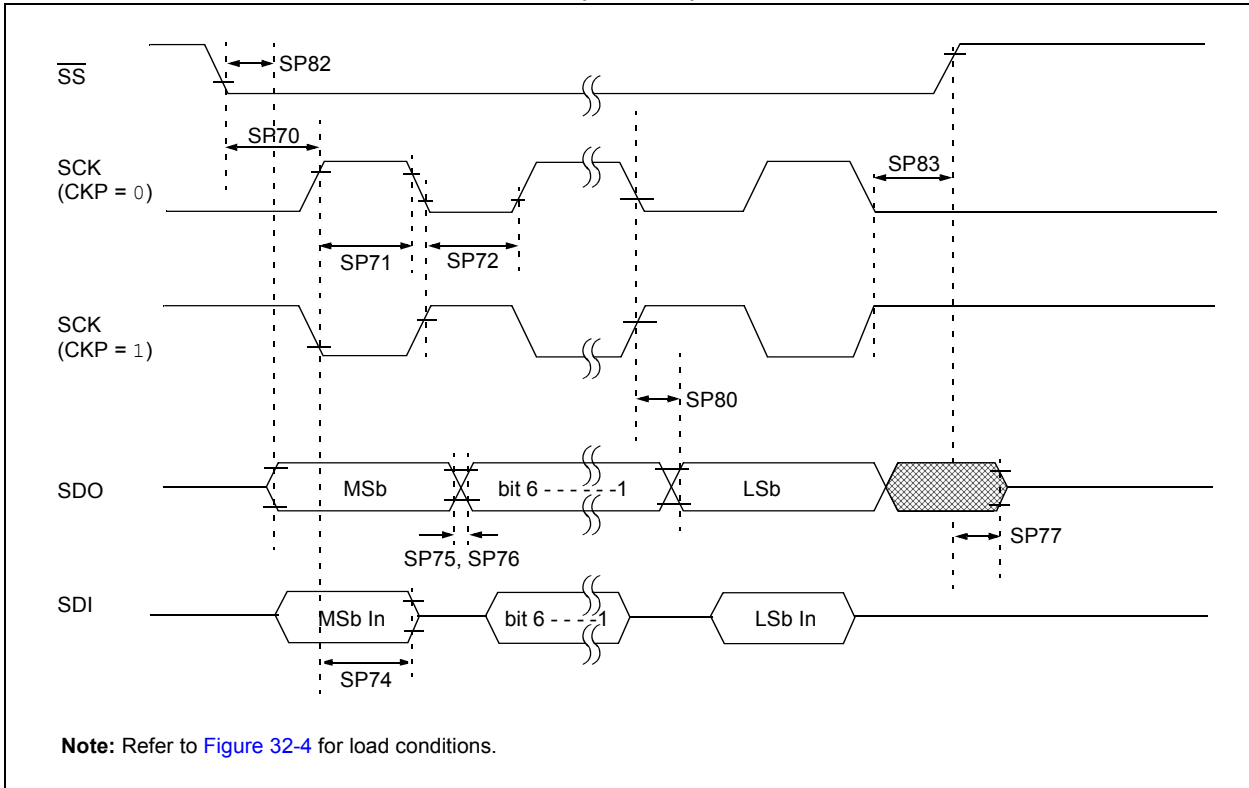 SS
SP82
SP70
SCK
(CKP = 0)
SP83
SP71
SP72
SCK
(CKP = 1)
SP80
SDO
MSb
bit 6 - - - - - -1
LSb
SP75, SP76
SP77
SDI
MSb In
bit 6 - - - -1
LSb In
SP74
Note: Refer to Figure 32-4 for load conditions.